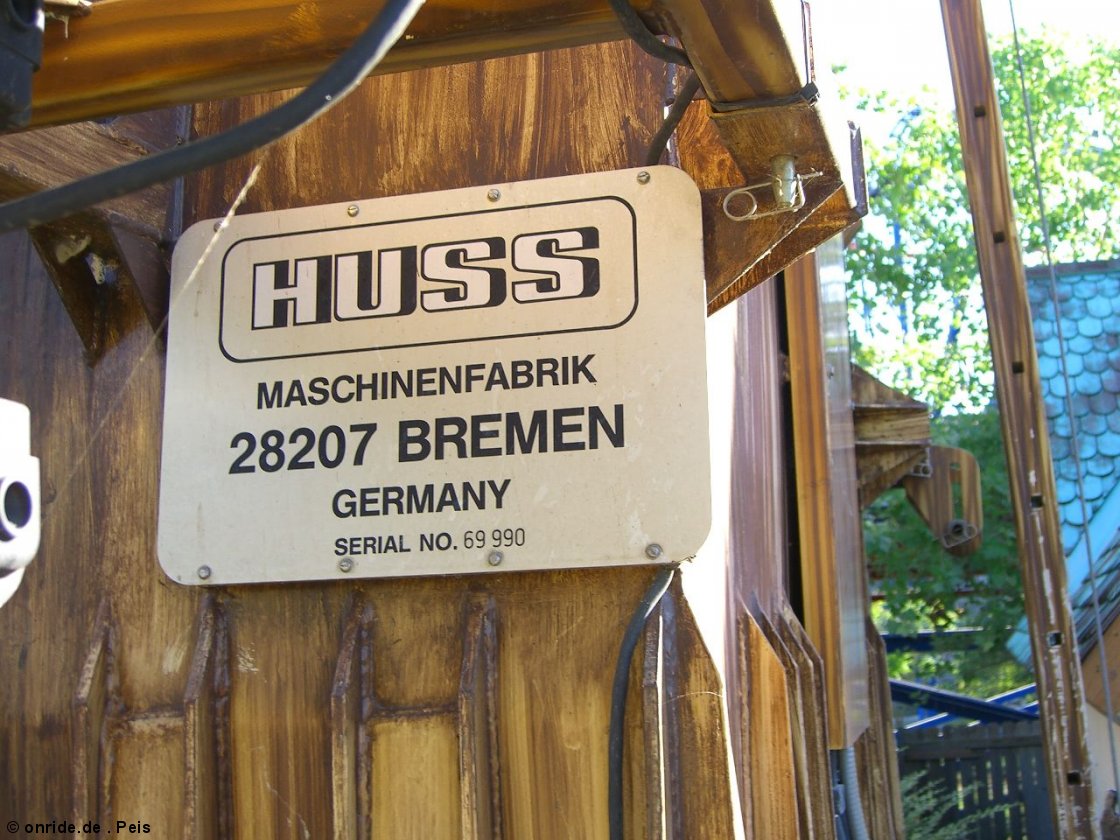 HUSS
MASCHINENFABRIK
28207 BREMEN
GERMANY
SERIAL NO. 69 990
© onride.de . Peis